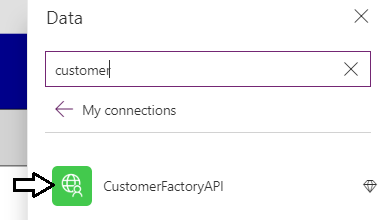 Data
customer
My connections
CustomerFactoryAPI